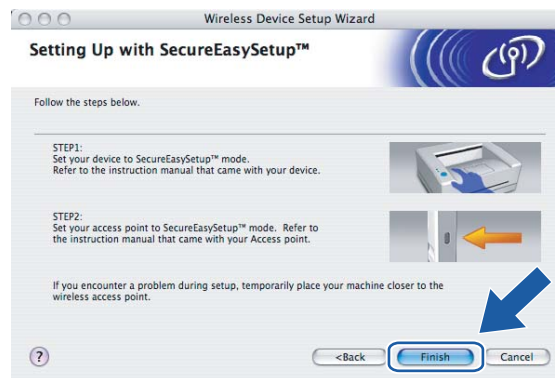 Wireless Device Setup Wizard
Setting Up with SecureEasySetup™
Follow the steps below.
STEP1:
Set your device to SecureEasySetup™ mode.
Refer to the instruction manual that came with your device.
STEP2:
Set your access point to SecureEasySetup™ mode. Refer to
the instruction manual that came with your Access point.
If you encounter a problem during setup, temporarily place your machine closer to the
wireless access point.
?
<Back
Finish
Cancel